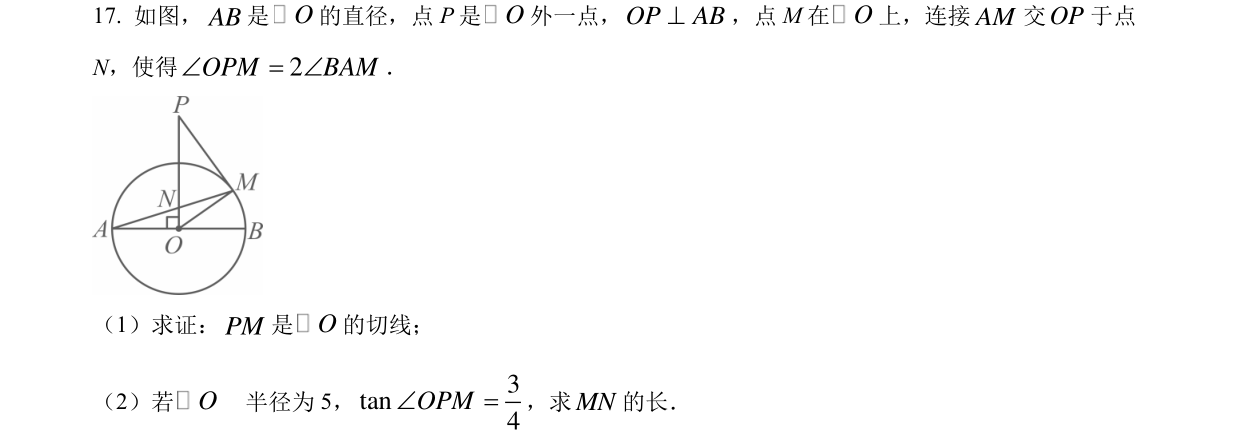 17. 如图， AB 是□ O 的直径，点 P 是□ O 外一点， OP ⊥ AB ，点 M 在□ O 上，连接 AM 交 OP 于点
N，使得 ∠OPM = 2∠BAM .
P
M
N
A
O
B
（1）求证： PM 是□ O 的切线；
（2）若□ O 半径为 5， tan ∠OPM = 3/4 ，求 MN 的长.